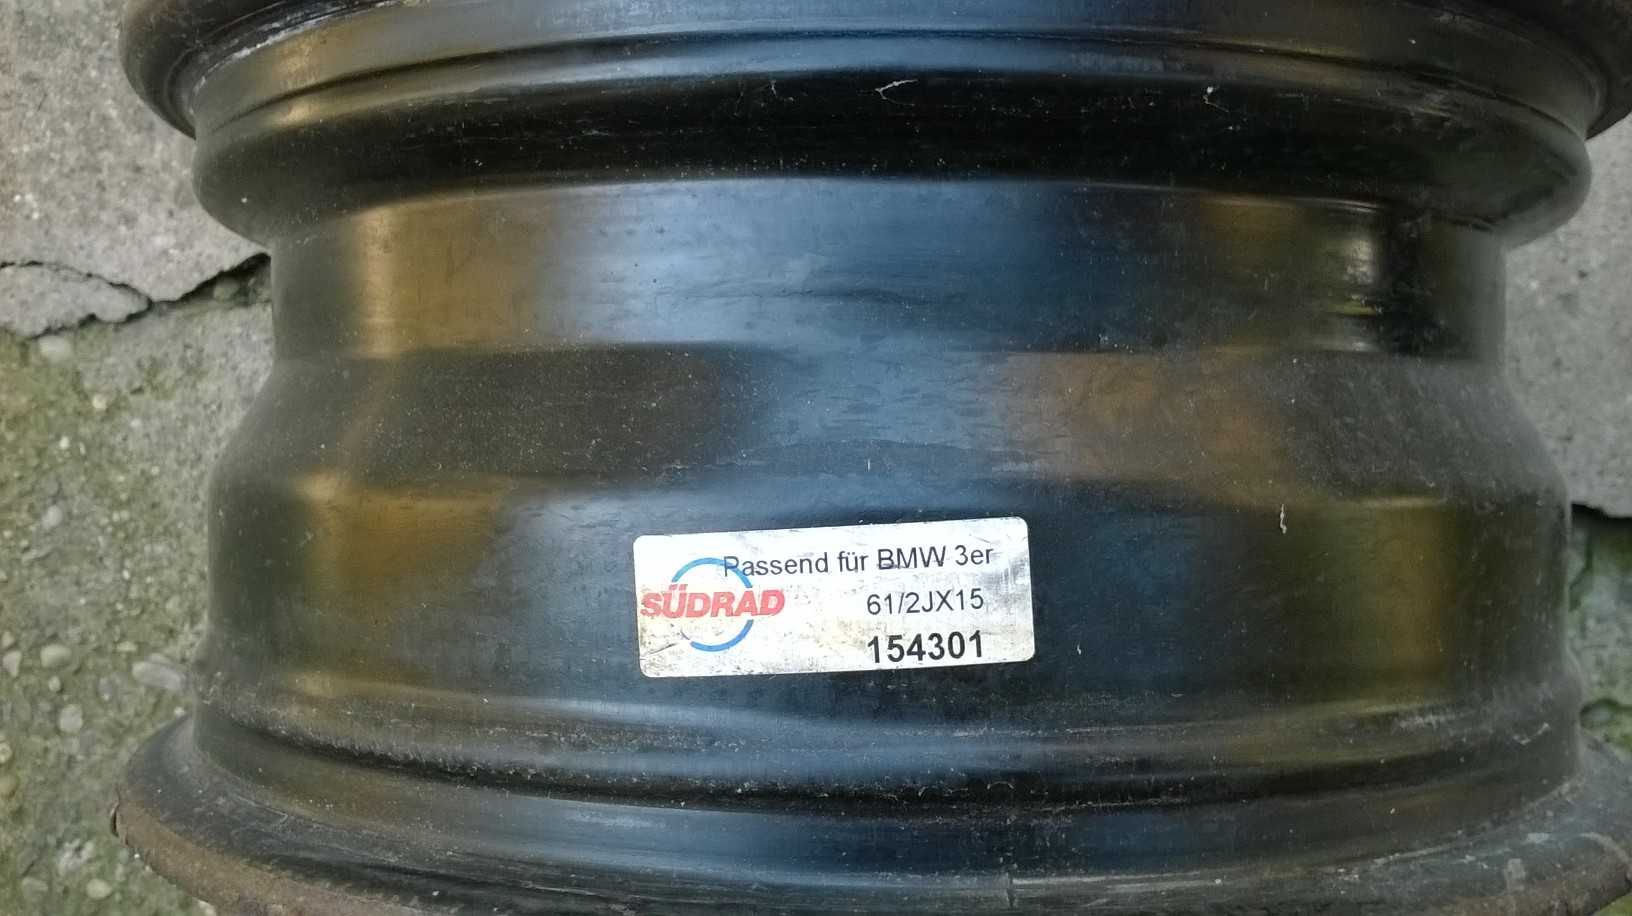 Passend für BMW 3er
SÜDRAD
61/2JX15
154301